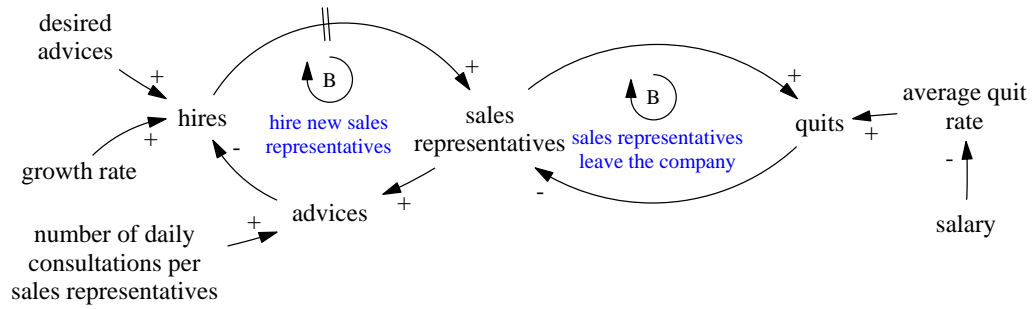 desired
advices
+
hires
growth rate
+
-
B
hire new sales
representatives
+
sales
representatives
advices
+
+
number of daily
consultations per
sales representatives
B
sales representatives
leave the company
+
-
quits
average quit
rate
+
-
salary